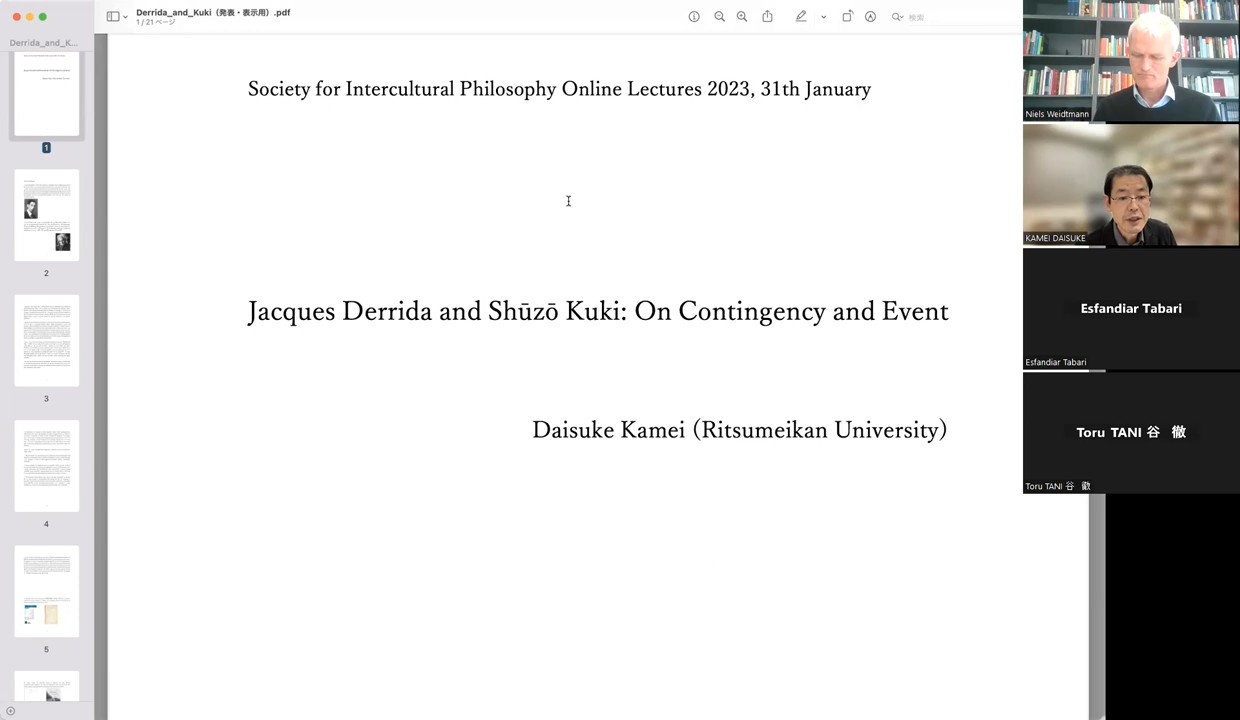 Derrida_and_Kuki（発表・表示用）.pdf
1 / 21 ページ
検索
Derrida_and_K...
1
2
3
4
5
Society for Intercultural Philosophy Online Lectures 2023, 31th January
Jacques Derrida and Shūzō Kuki: On Contingency and Event
Daisuke Kamei (Ritsumeikan University)
Niels Weidtmann
KAMEI DAISUKE
Esfandiar Tabari
Esfandiar Tabari
Toru TANI 谷 徹
Toru TANI 谷 徹